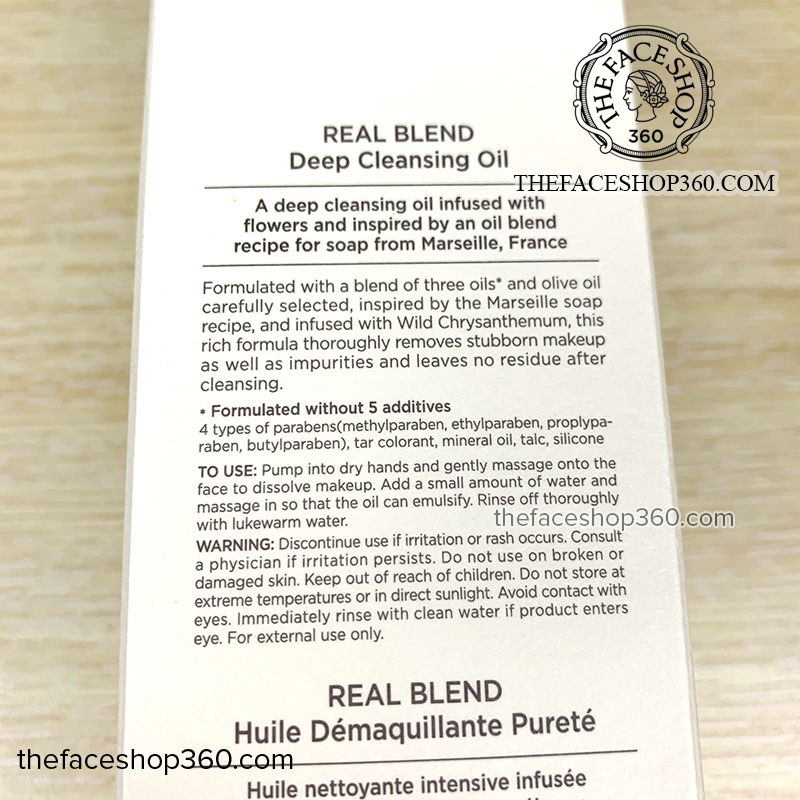 THE FACE SHOP
360
THEFACESHOP360.COM
REAL BLEND
Deep Cleansing Oil
A deep cleansing oil infused with
flowers and inspired by an oil blend
recipe for soap from Marseille, France
Formulated with a blend of three oils* and olive oil
carefully selected, inspired by the Marseille soap
recipe, and infused with Wild Chrysanthemum, this
rich formula thoroughly removes stubborn makeup
as well as impurities and leaves no residue after
cleansing.
* Formulated without 5 additives
4 types of parabens(methylparaben, ethylparaben, proplypa-
raben, butylparaben), tar colorant, mineral oil, talc, silicone
TO USE: Pump into dry hands and gently massage onto the
face to dissolve makeup. Add a small amount of water and
massage in so that the oil can emulsify. Rinse off thoroughly
with lukewarm water.
thefaceshop360.com
WARNING: Discontinue use if irritation or rash occurs. Consult
a physician if irritation persists. Do not use on broken or
damaged skin. Keep out of reach of children. Do not store at
extreme temperatures or in direct sunlight. Avoid contact with
eyes. Immediately rinse with clean water if product enters
eye. For external use only.
REAL BLEND
Huile Démaquillante Pureté
thefaceshop360.com
Huile nettoyante intensive infusée